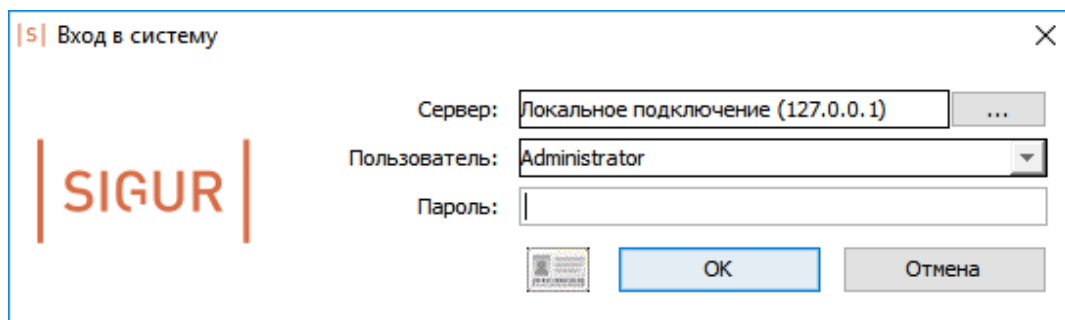 |S| Вход в систему
Сервер: Локальное подключение (127.0.0.1) ...
SIGUR
Пользователь: Administrator
Пароль:
OK Отмена